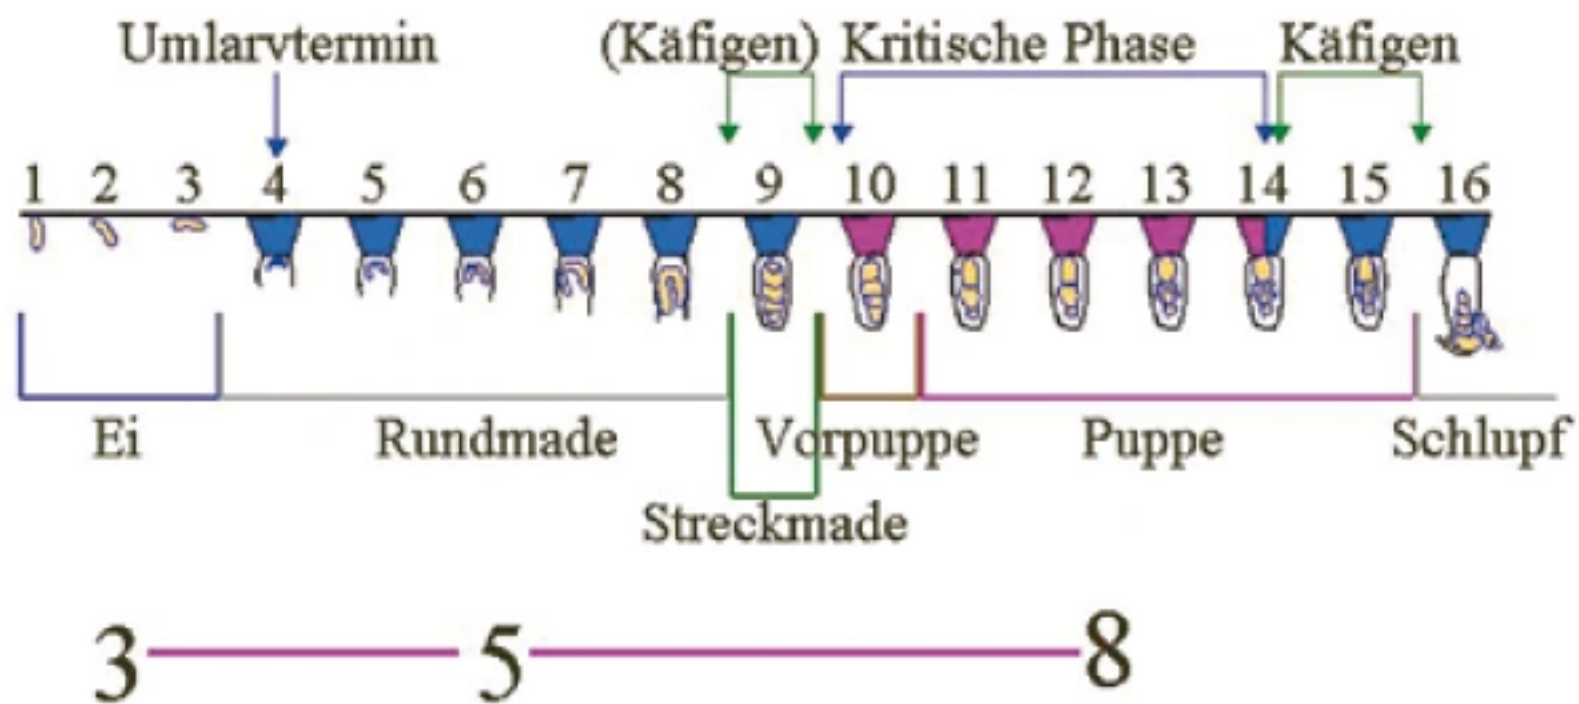 Umlarvtermin (Käfigen) Kritische Phase Käfigen
1 2 3 4 5 6 7 8 9 10 11 12 13 14 15 16
Ei Rundmade Vorpuppe Puppe Schlupf
Streckmade
3 5 8